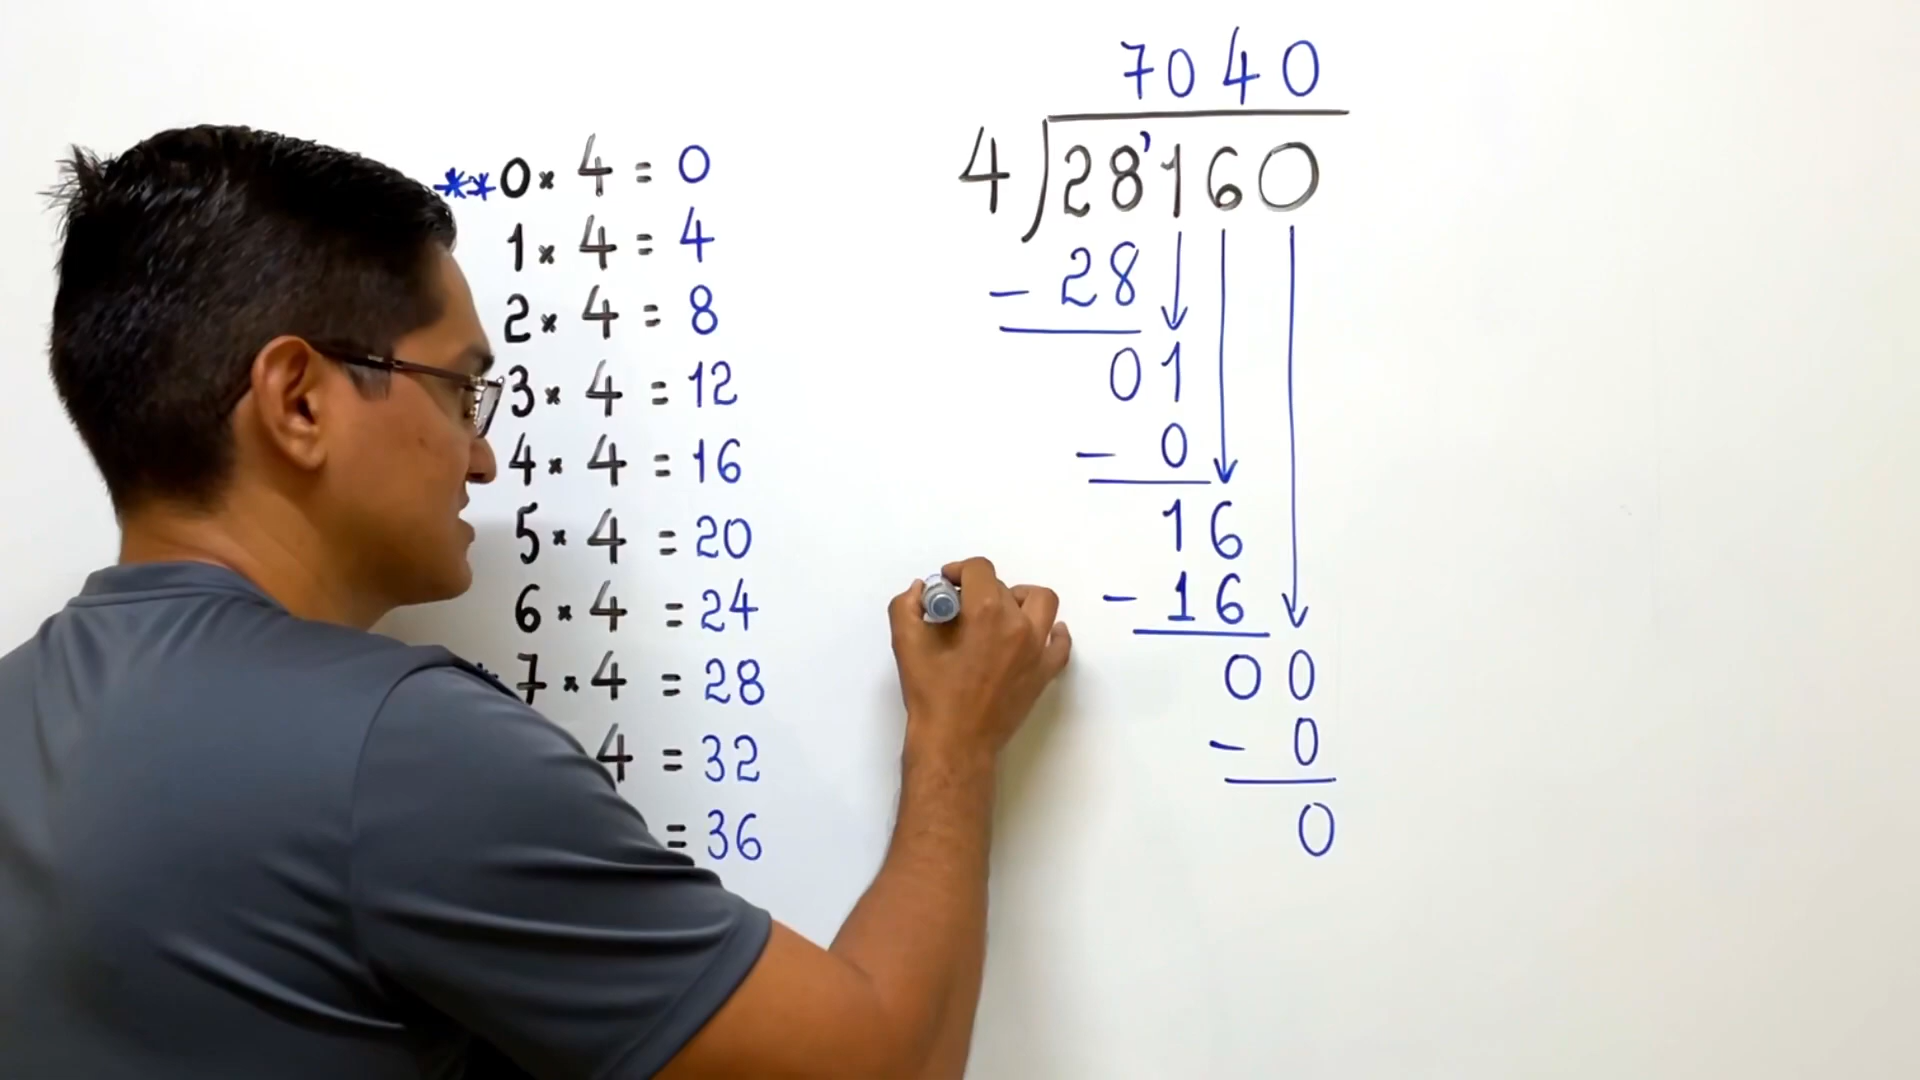 **0 × 4 = 0
1 × 4 = 4
2 × 4 = 8
3 × 4 = 12
4 × 4 = 16
5 × 4 = 20
6 × 4 = 24
7 × 4 = 28
4 = 32
= 36
7040
4)28'160
- 28
01
- 0
16
- 16
00
- 0
0